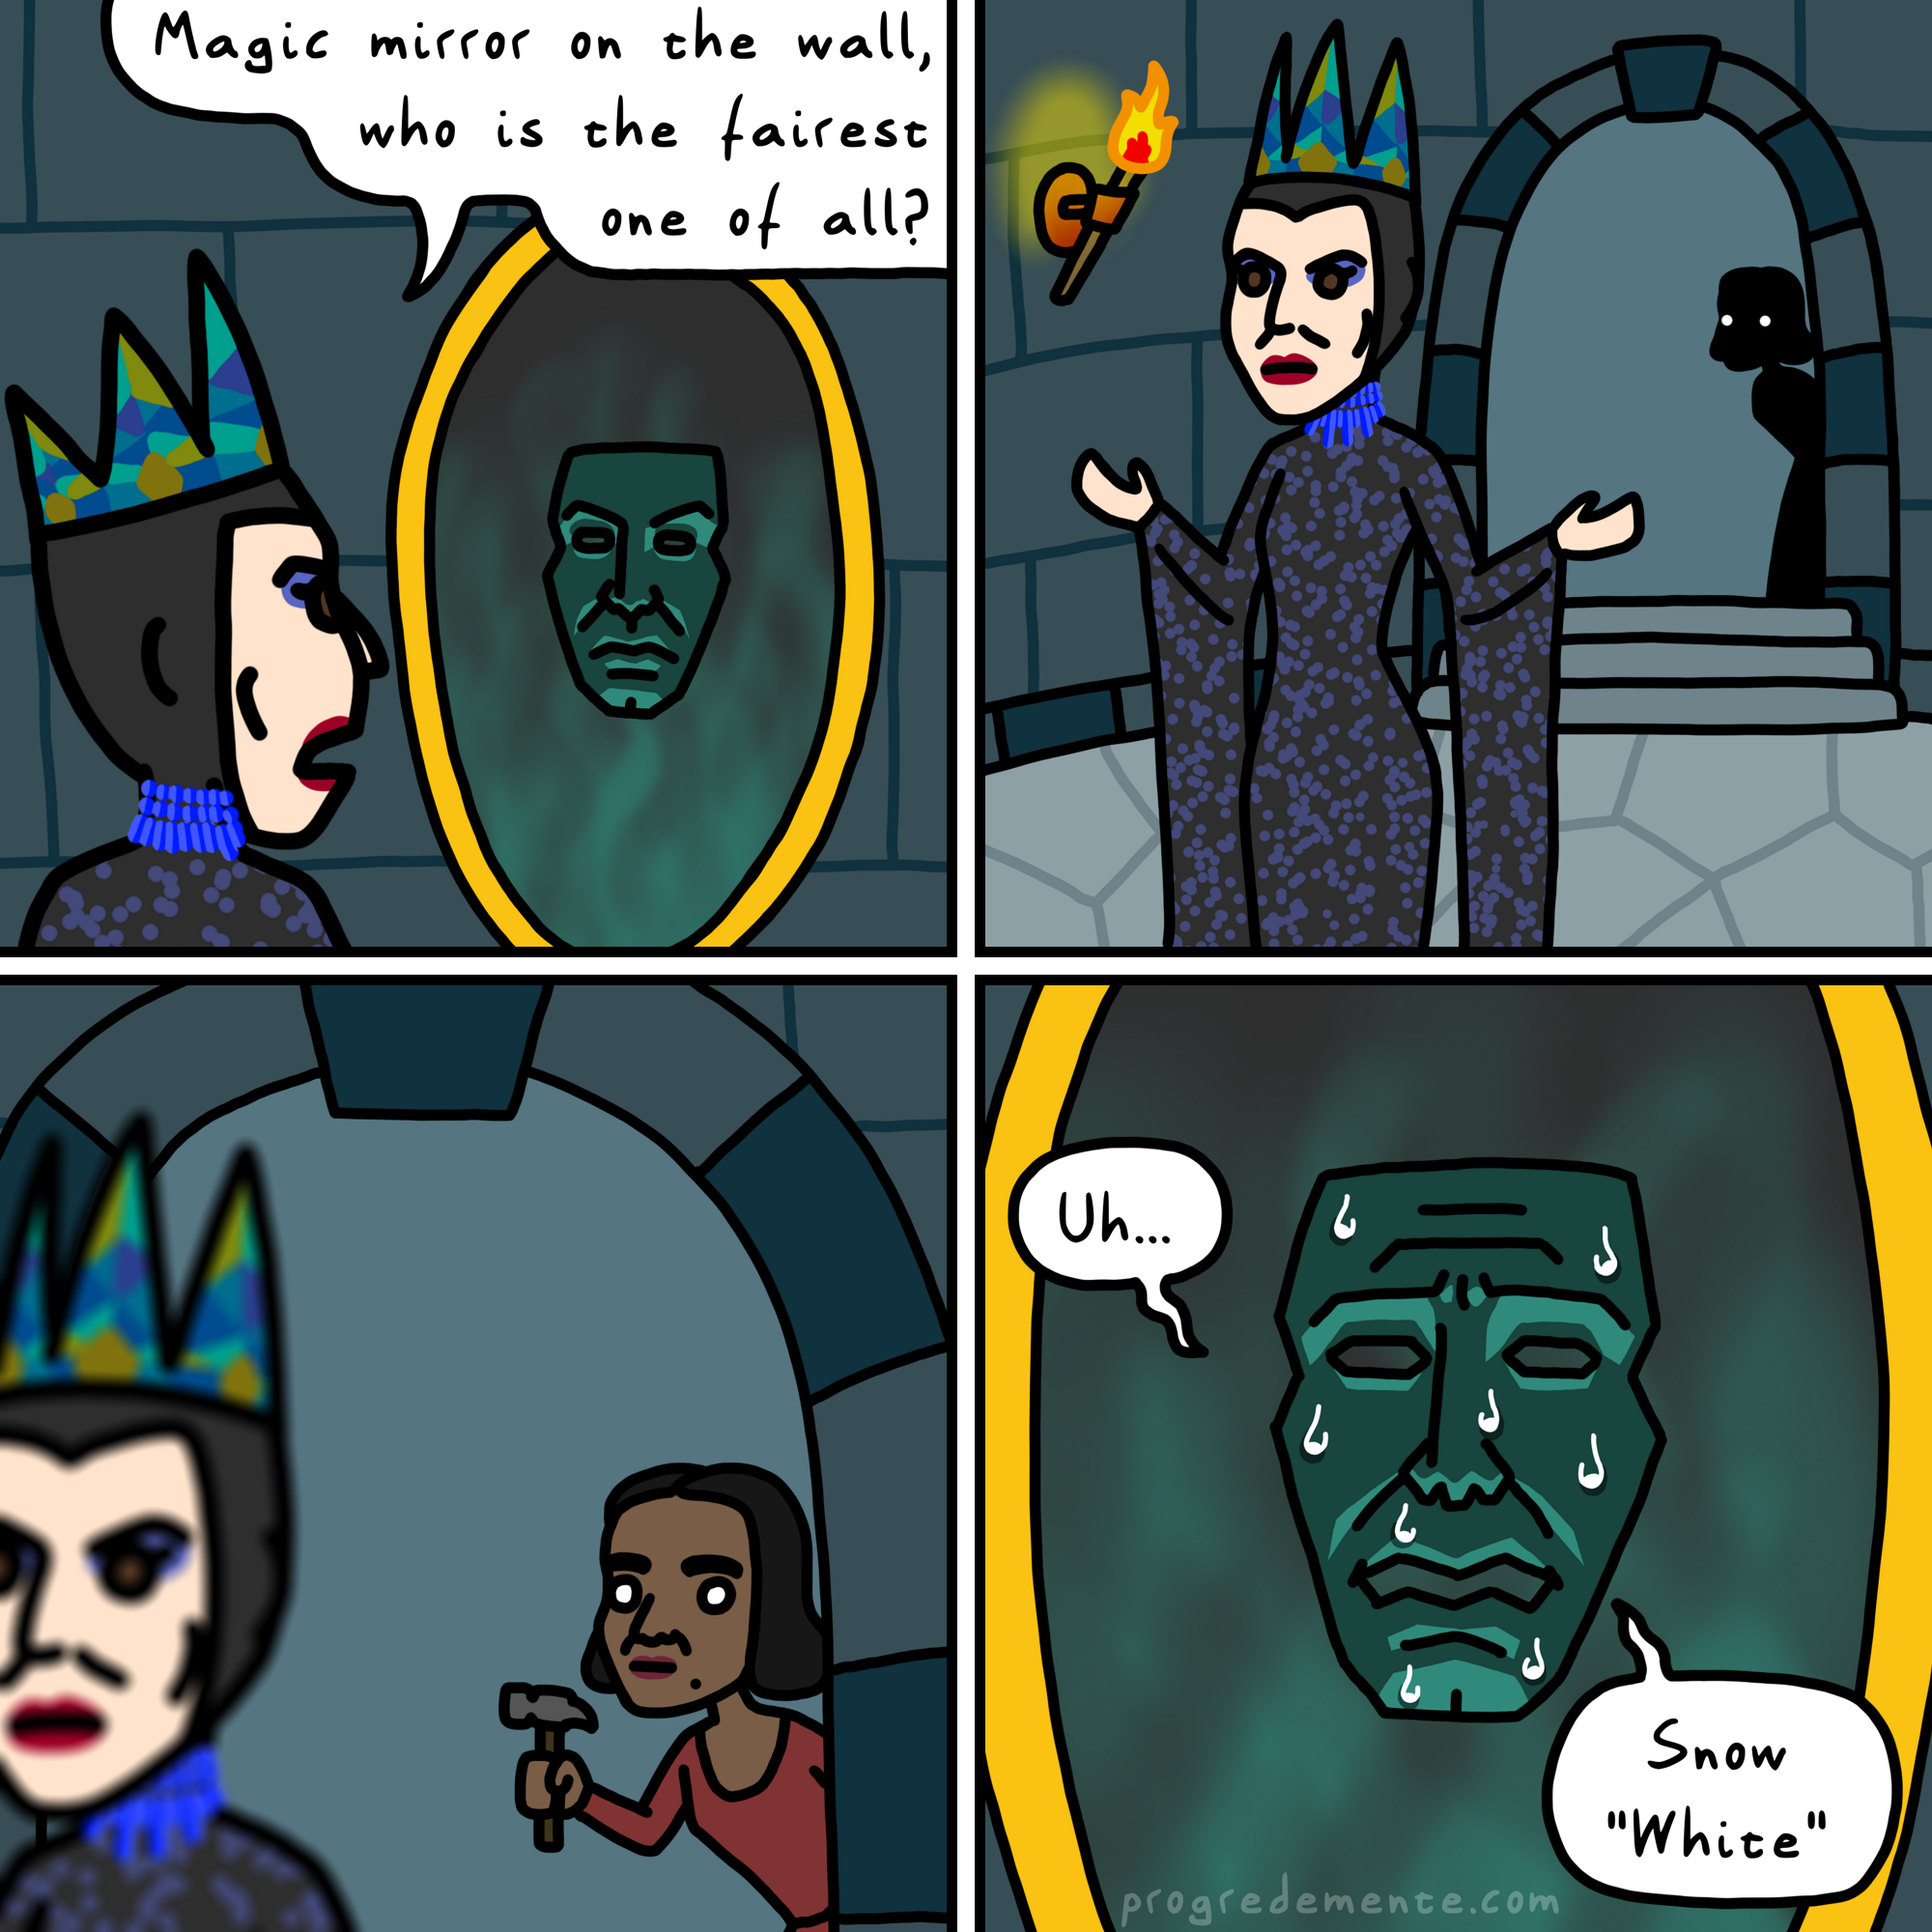 Magic mirror on the wall,
who is the fairest
one of all?
Uh...
Snow
"White"
progredemente.com